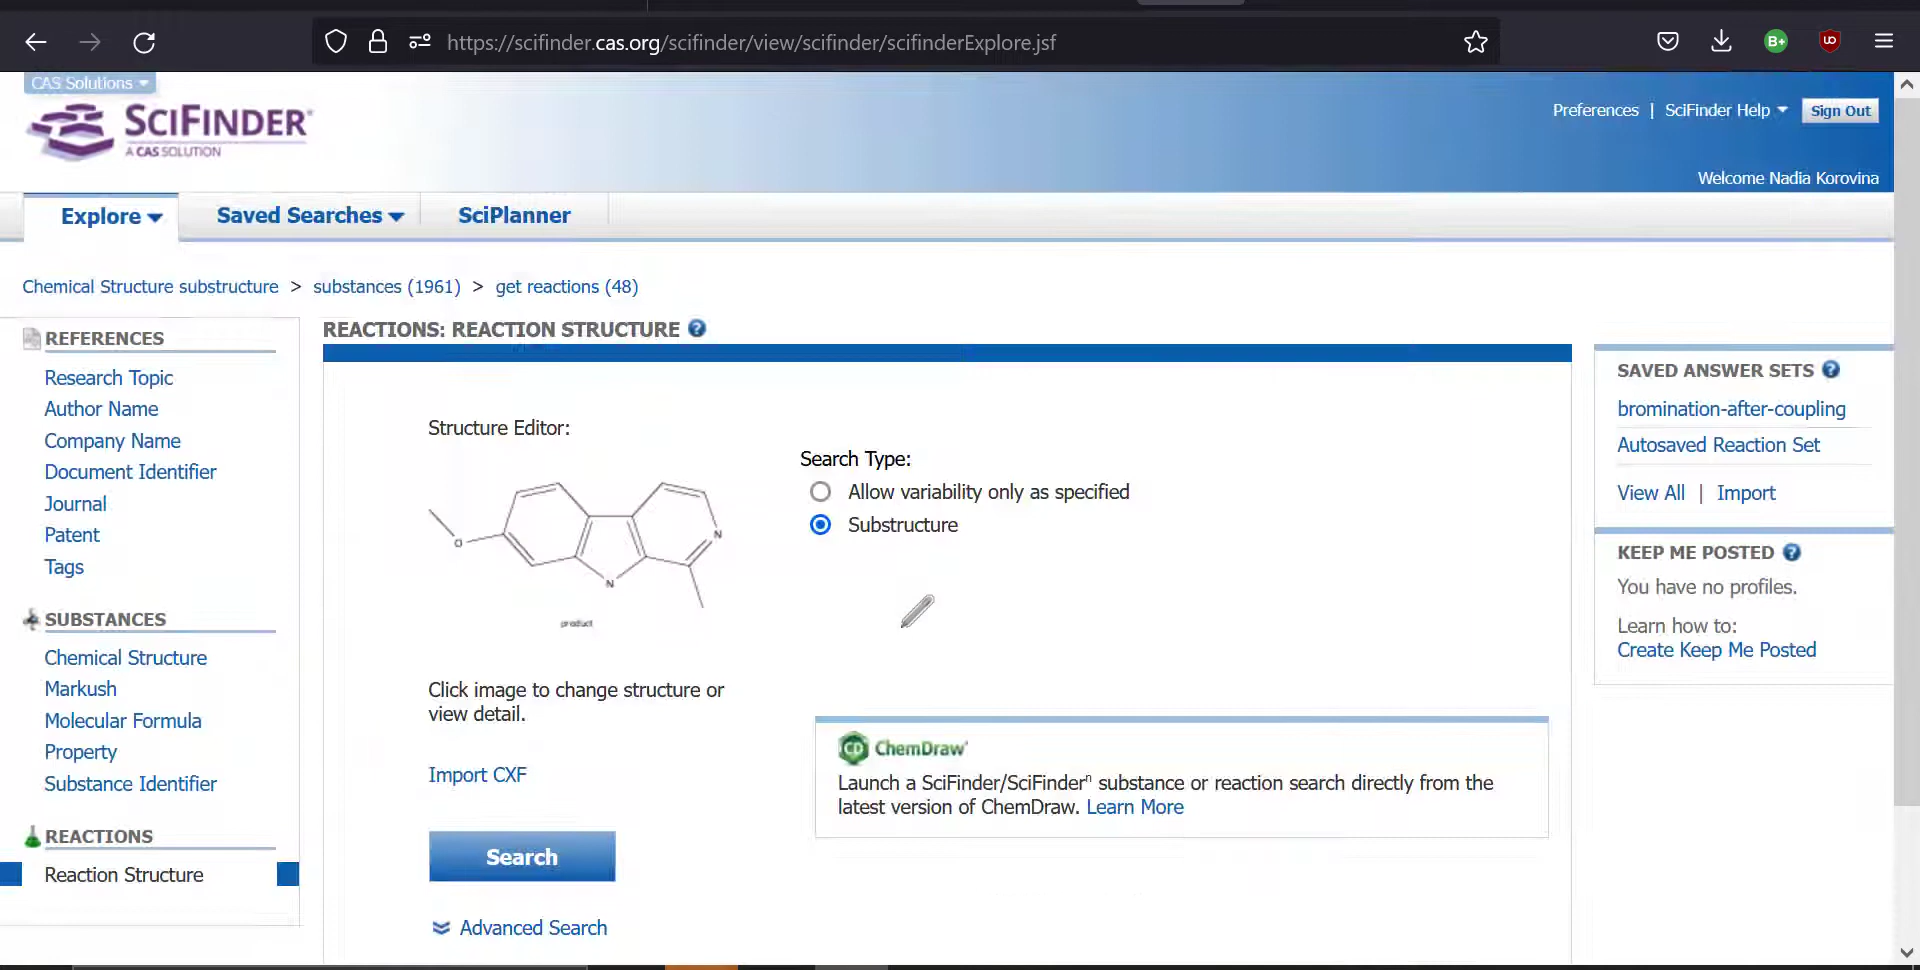 https://scifinder.cas.org/scifinder/view/scifinder/scifinderExplore.jsf
B+
CAS Solutions
SCIFINDER®
A CAS SOLUTION
Preferences | SciFinder Help
Sign Out
Welcome Nadia Korovina
Explore
Saved Searches
SciPlanner
Chemical Structure substructure > substances (1961) > get reactions (48)
REFERENCES
Research Topic
Author Name
Company Name
Document Identifier
Journal
Patent
Tags
SUBSTANCES
Chemical Structure
Markush
Molecular Formula
Property
Substance Identifier
REACTIONS
Reaction Structure
REACTIONS: REACTION STRUCTURE ?
Structure Editor:
O
N
N
product
Click image to change structure or
view detail.
Import CXF
Search
Advanced Search
Search Type:
Allow variability only as specified
Substructure
CD ChemDraw®
Launch a SciFinder/SciFinderⁿ substance or reaction search directly from the
latest version of ChemDraw. Learn More
SAVED ANSWER SETS ?
bromination-after-coupling
Autosaved Reaction Set
View All | Import
KEEP ME POSTED ?
You have no profiles.
Learn how to:
Create Keep Me Posted